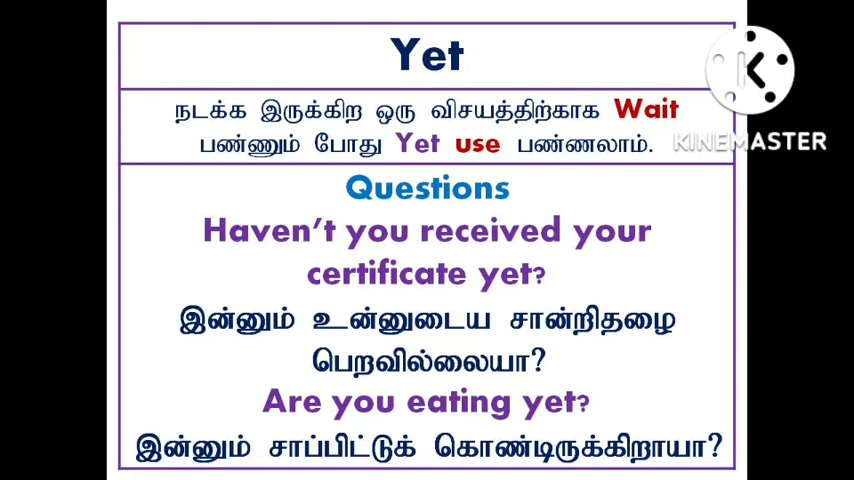 Yet
நடக்க இருக்கிற ஒரு விசயத்திற்காக Wait
பண்ணும் போது Yet use பண்ணலாம்.
KINEMASTER
Questions
Haven't you received your
certificate yet?
இன்னும் உன்னுடைய சான்றிதழை
பெறவில்லையா?
Are you eating yet?
இன்னும் சாப்பிட்டுக் கொண்டிருக்கிறாயா?